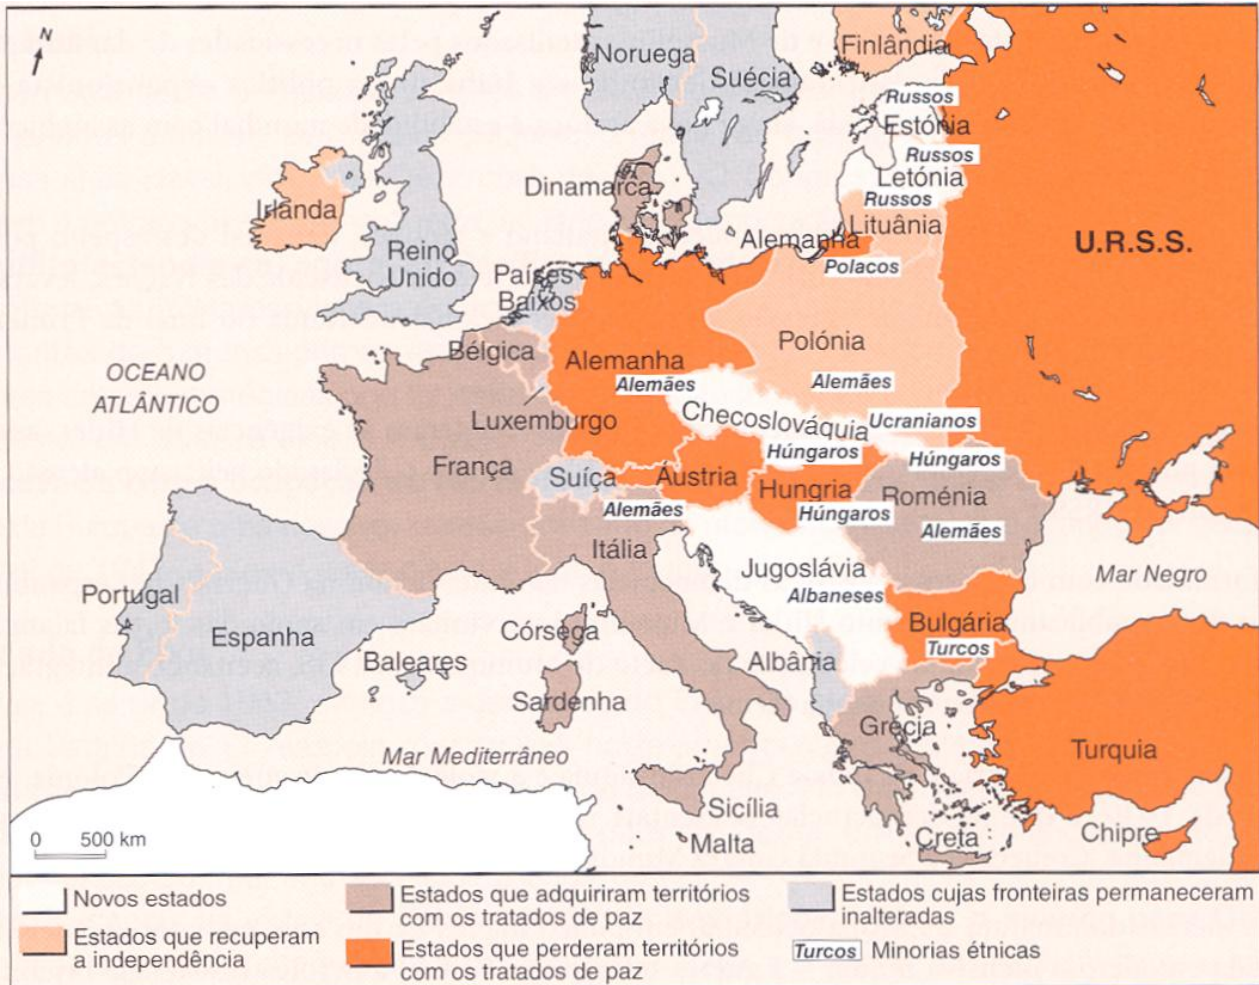 N
Noruega
Suécia
Finlândia
Russos
Estónia
Russos
Letónia
Russos
Lituânia
Dinamarca
Irlanda
Reino
Unido
Alemanha
Polacos
U.R.S.S.
Países
Baixos
OCEANO
ATLÂNTICO
Bélgica
Alemanha
Alemães
Polónia
Alemães
Luxemburgo
Checoslováquia
Ucranianos
Húngaros
Húngaros
França
Suíça
Áustria
Hungria
Húngaros
Roménia
Alemães
Alemães
Itália
Jugoslávia
Albaneses
Mar Negro
Portugal
Espanha
Baleares
Córsega
Sardenha
Albânia
Bulgária
Turcos
Grécia
Turquia
Mar Mediterrâneo
Sicília
Malta
Creta
Chipre
0 500 km
Novos estados
Estados que recuperam
a independência
Estados que adquiriram territórios
com os tratados de paz
Estados que perderam territórios
com os tratados de paz
Estados cujas fronteiras permaneceram
inalteradas
Turcos Minorias étnicas